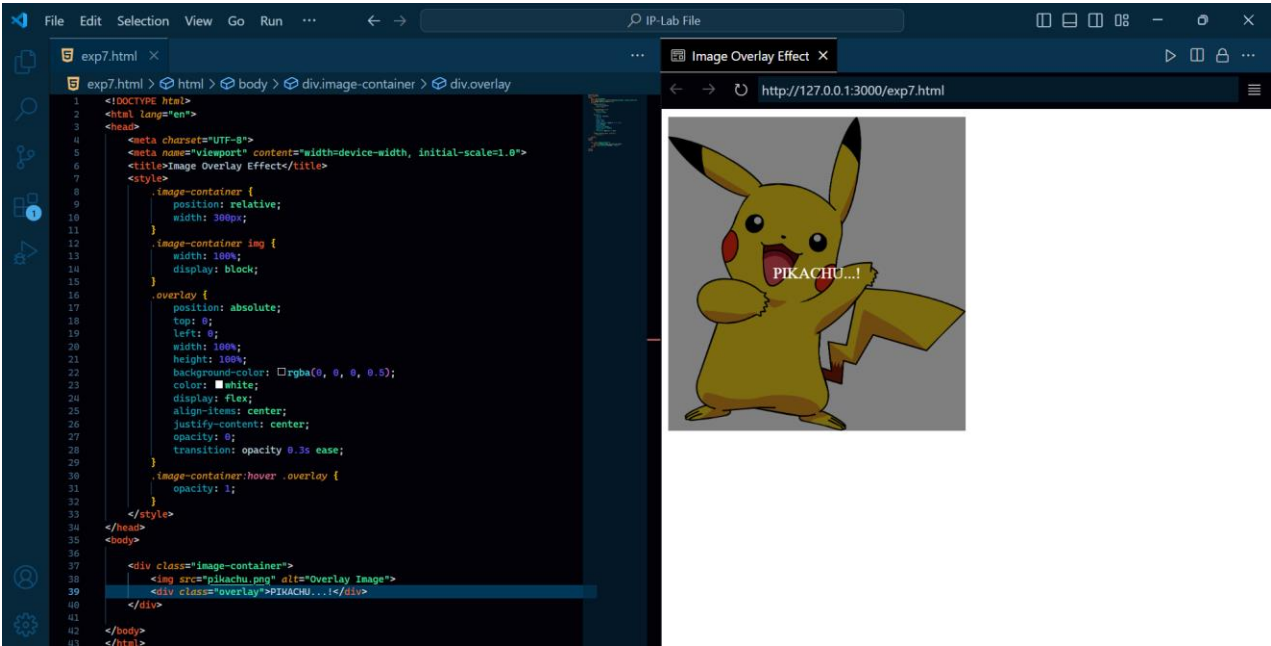 File Edit Selection View Go Run ··· ← → IP-Lab File
exp7.html ×
exp7.html > html > body > div.image-container > div.overlay
1 <!DOCTYPE html>
2 <html lang="en">
3 <head>
4 <meta charset="UTF-8">
5 <meta name="viewport" content="width=device-width, initial-scale=1.0">
6 <title>Image Overlay Effect</title>
7 <style>
8 .image-container {
9 position: relative;
10 width: 300px;
11 }
12 .image-container img {
13 width: 100%;
14 display: block;
15 }
16 .overlay {
17 position: absolute;
18 top: 0;
19 left: 0;
20 width: 100%;
21 height: 100%;
22 background-color: rgba(0, 0, 0, 0.5);
23 color: white;
24 display: flex;
25 align-items: center;
26 justify-content: center;
27 opacity: 0;
28 transition: opacity 0.3s ease;
29 }
30 .image-container:hover .overlay {
31 opacity: 1;
32 }
33 </style>
34 </head>
35 <body>
36
37 <div class="image-container">
38 <img src="pikachu.png" alt="Overlay Image">
39 <div class="overlay">PIKACHU...!</div>
40 </div>
41
42 </body>
43 </html>
1
Image Overlay Effect ×
http://127.0.0.1:3000/exp7.html
PIKACHU...!